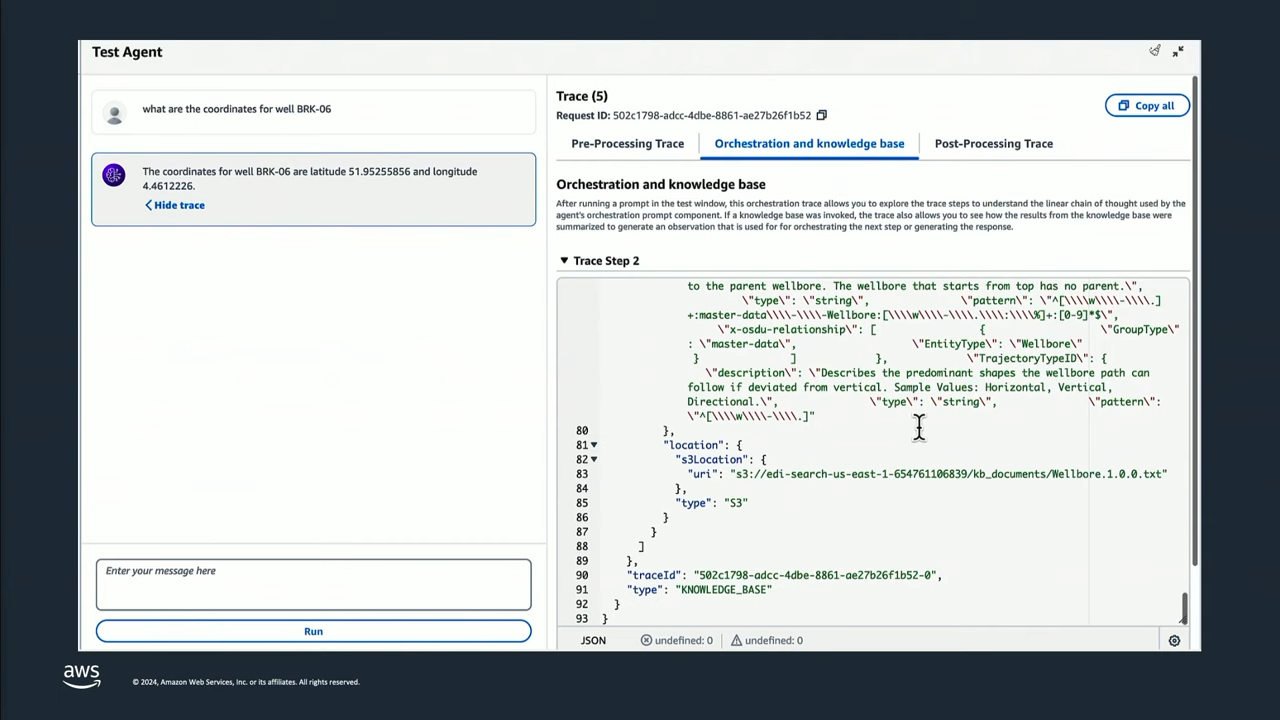 Test Agent
what are the coordinates for well BRK-06
The coordinates for well BRK-06 are latitude 51.95255856 and longitude
4.4612226.
Hide trace
Enter your message here
Run
Trace (5)
Request ID: 502c1798-adcc-4dbe-8861-ae27b26f1b52
Copy all
Pre-Processing Trace
Orchestration and knowledge base
Post-Processing Trace
Orchestration and knowledge base
After running a prompt in the test window, this orchestration trace allows you to explore the trace steps to understand the linear chain of thought used by the
agent's orchestration prompt component. If a knowledge base was invoked, the trace also allows you to see how the results from the knowledge base were
summarized to generate an observation that is used for for orchestrating the next step or generating the response.
Trace Step 2
to the parent wellbore. The wellbore that starts from top has no parent.\",
\"type\": \"string\", \"pattern\": \"^[\\\\w\\\\-\\\\.]
+:master-data\\\\-\\\\-Wellbore:[\\\\w\\\\-\\\\.\\\\:\\\\%]+:[0-9]*$\",
\"x-osdu-relationship\": [ { \"GroupType\"
: \"master-data\", \"EntityType\": \"Wellbore\"
} ] }, \"TrajectoryTypeID\": {
\"description\": \"Describes the predominant shapes the wellbore path can
follow if deviated from vertical. Sample Values: Horizontal, Vertical,
Directional.\", \"type\": \"string\", \"pattern\":
\"^[\\\\w\\\\-\\\\.]"
80 },
81 "location": {
82 "s3Location": {
83 "uri": "s3://edi-search-us-east-1-654761106839/kb_documents/Wellbore.1.0.0.txt"
84 },
85 "type": "S3"
86 }
87 }
88 ]
89 },
90 "traceId": "502c1798-adcc-4dbe-8861-ae27b26f1b52-0",
91 "type": "KNOWLEDGE_BASE"
92 }
93 }
JSON undefined: 0 undefined: 0
aws
© 2024, Amazon Web Services, Inc. or its affiliates. All rights reserved.